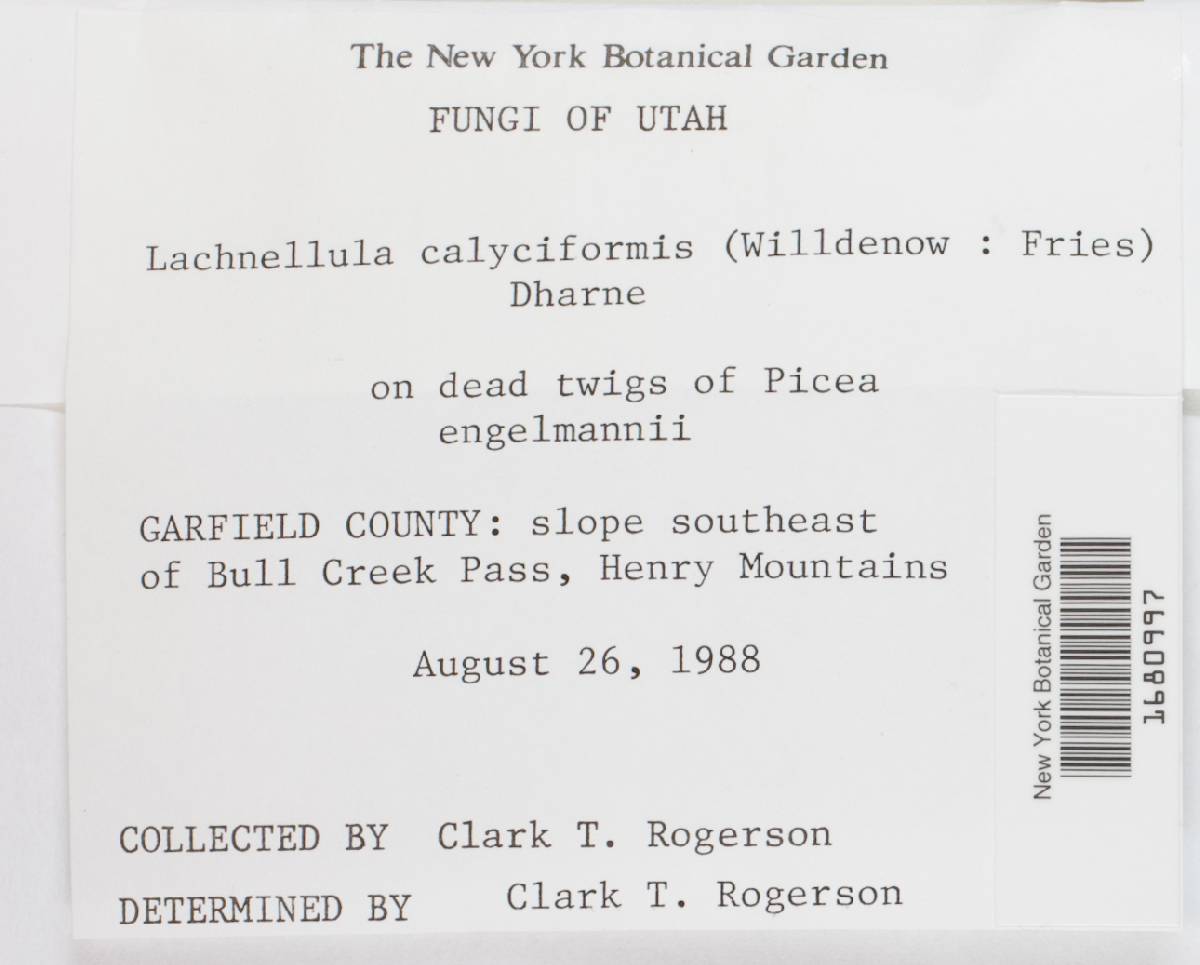 The New York Botanical Garden
FUNGI OF UTAH
Lachnellula calyciformis (Willdenow : Fries)
Dharne
on dead twigs of Picea
engelmannii
GARFIELD COUNTY: slope southeast
of Bull Creek Pass, Henry Mountains
August 26, 1988
COLLECTED BY Clark T. Rogerson
DETERMINED BY Clark T. Rogerson
New York Botanical Garden
1680997